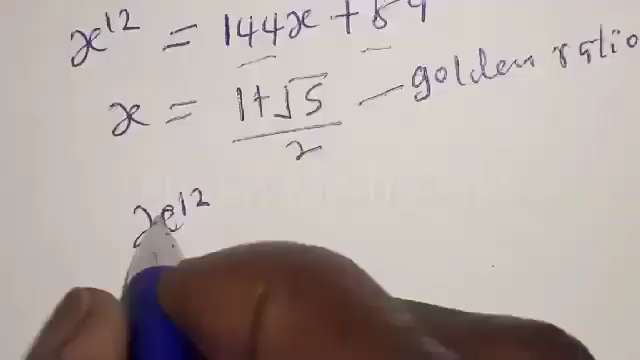 x¹² = 144x + 89
x = 1+√5 / 2 — golden ratio
x¹²